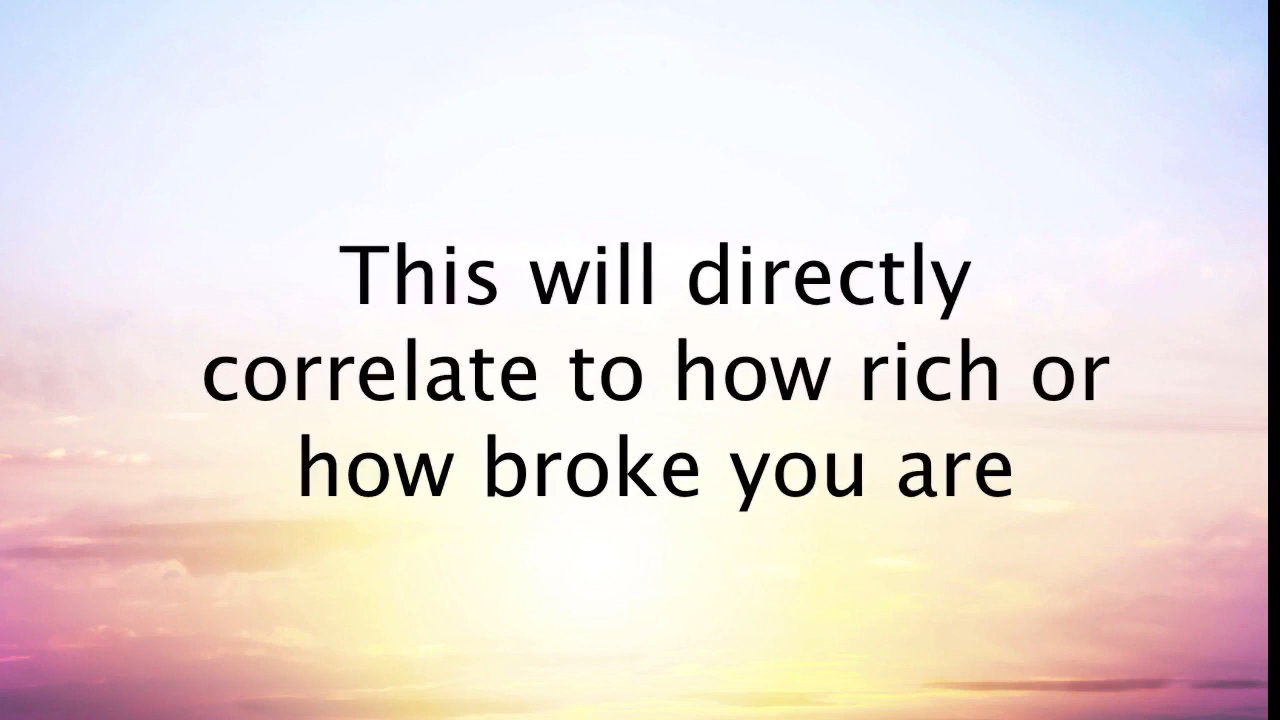 This will directly
correlate to how rich or
how broke you are